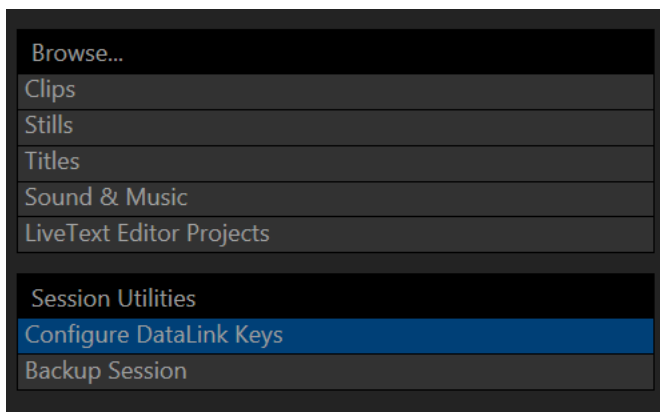 Browse...
Clips
Stills
Titles
Sound & Music
LiveText Editor Projects
Session Utilities
Configure DataLink Keys
Backup Session